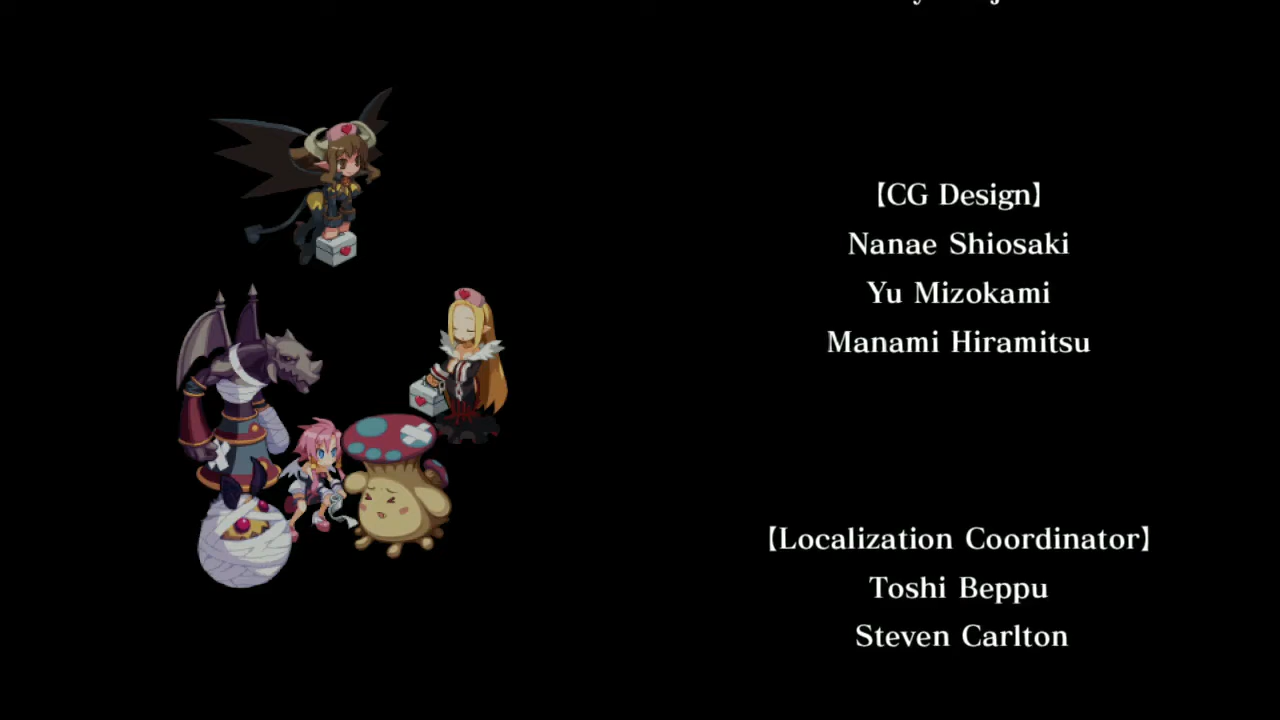 【CG Design】
Nanae Shiosaki
Yu Mizokami
Manami Hiramitsu
【Localization Coordinator】
Toshi Beppu
Steven Carlton